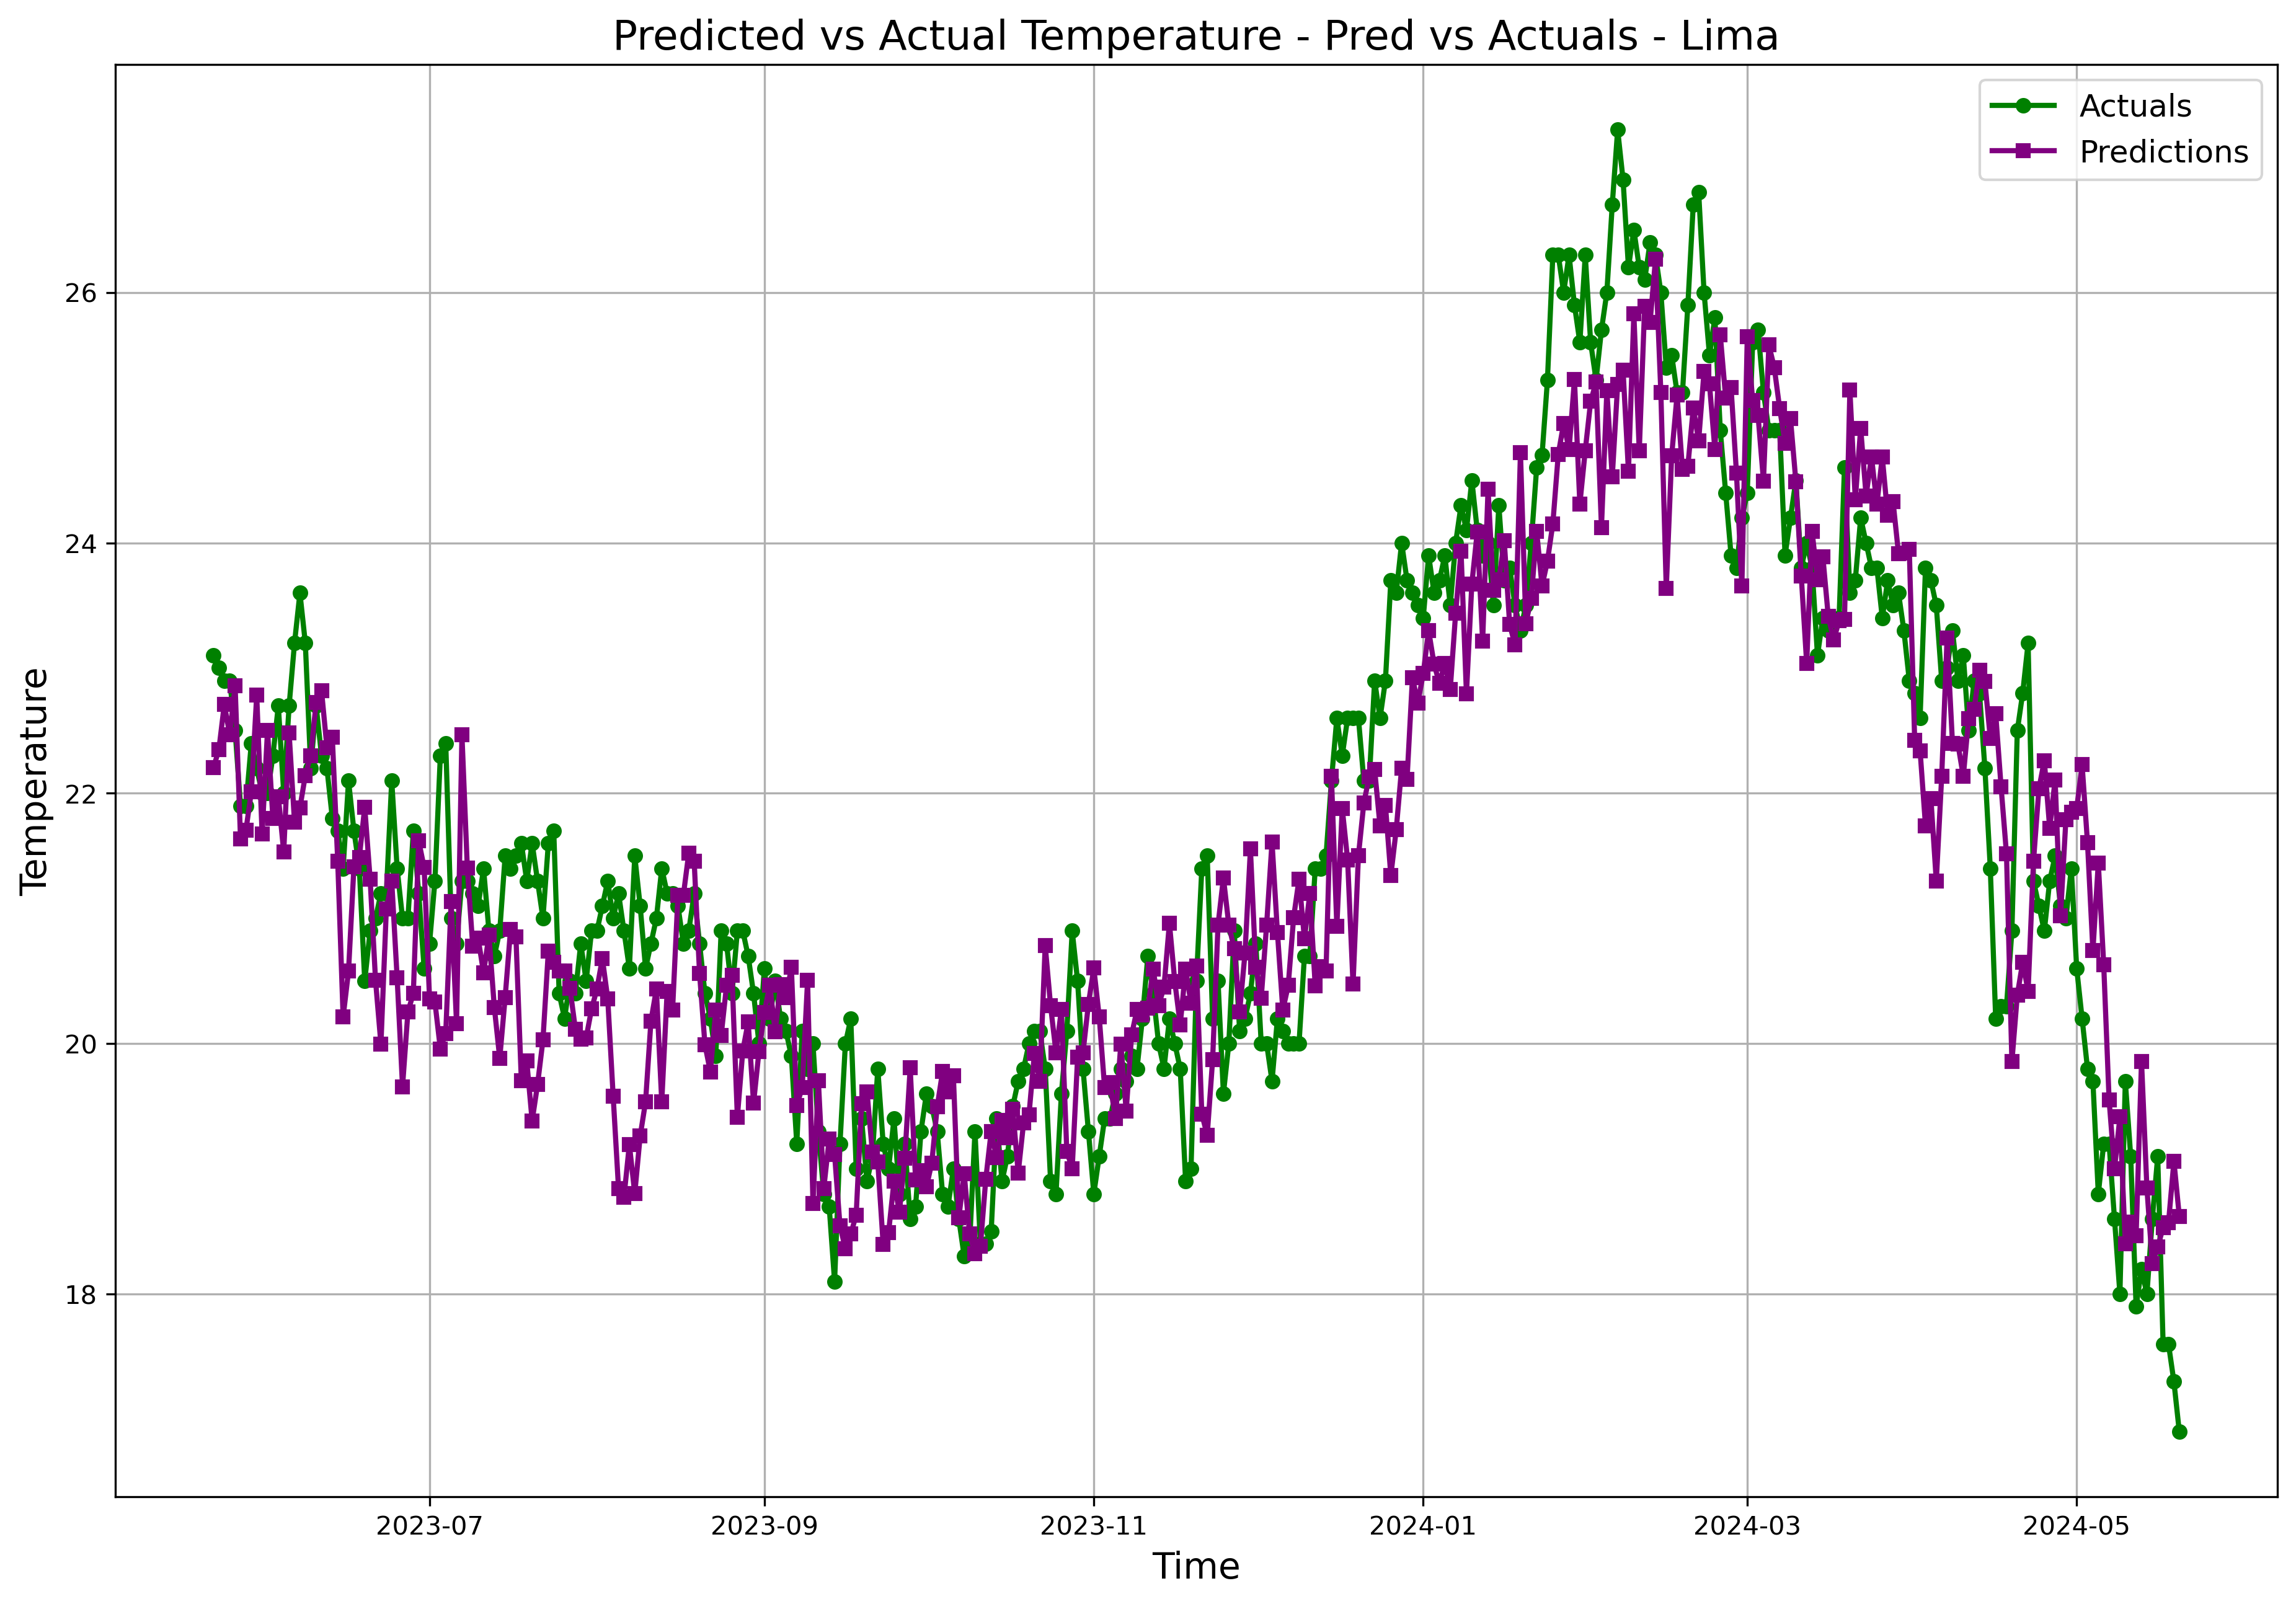 Predicted vs Actual Temperature - Pred vs Actuals - Lima
Actuals
Predictions
Temperature
26
24
22
20
18
2023-07
2023-09
2023-11
2024-01
2024-03
2024-05
Time